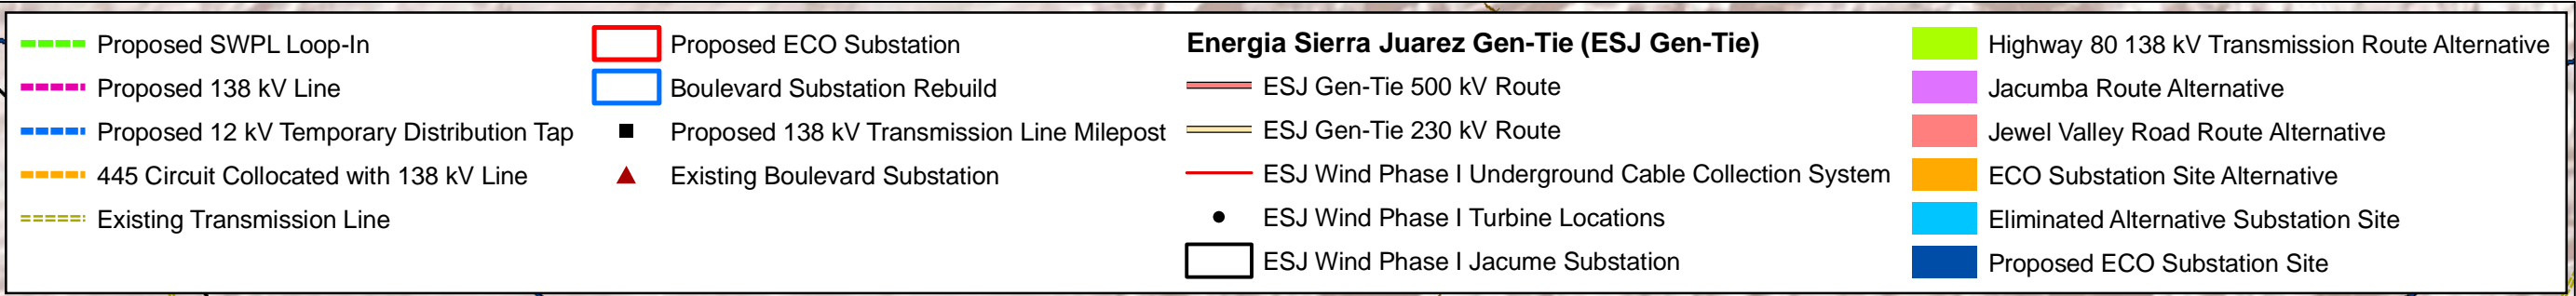 Proposed SWPL Loop-In
Proposed 138 kV Line
Proposed 12 kV Temporary Distribution Tap
445 Circuit Collocated with 138 kV Line
Existing Transmission Line
Proposed ECO Substation
Boulevard Substation Rebuild
Proposed 138 kV Transmission Line Milepost
Existing Boulevard Substation
Energia Sierra Juarez Gen-Tie (ESJ Gen-Tie)
ESJ Gen-Tie 500 kV Route
ESJ Gen-Tie 230 kV Route
ESJ Wind Phase I Underground Cable Collection System
ESJ Wind Phase I Turbine Locations
ESJ Wind Phase I Jacume Substation
Highway 80 138 kV Transmission Route Alternative
Jacumba Route Alternative
Jewel Valley Road Route Alternative
ECO Substation Site Alternative
Eliminated Alternative Substation Site
Proposed ECO Substation Site